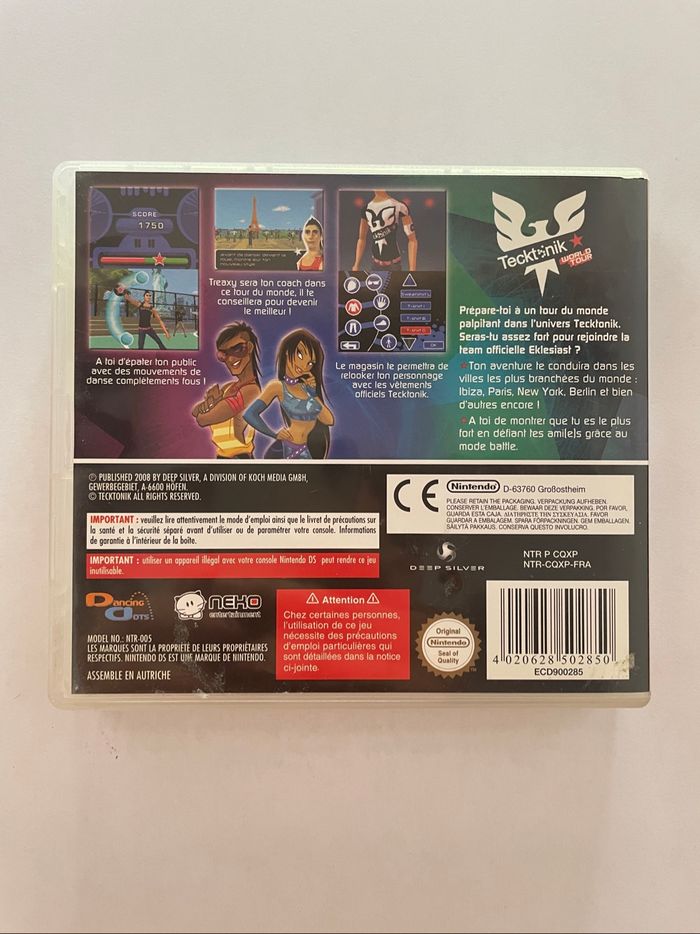 SCORE
1750
A toi d'épater ton public
avec des mouvements de
danse complètements fous !
Treaxy sera ton coach dans
ce tour du monde, il te
conseillera pour devenir
le meilleur !
Tecktonik
OK
Le magasin te permettra de
relooker ton personnage
avec les vêtements
officiels Tecktonik.
Tecktonik
WORLD
TOUR
Prépare-toi à un tour du monde
palpitant dans l'univers Tecktonik.
Seras-tu assez fort pour rejoindre la
team officielle Eklesiast ?
Ton aventure te conduira dans les
villes les plus branchées du monde :
Ibiza, Paris, New York, Berlin et bien
d'autres encore !
A toi de montrer que tu es le plus
fort en défiant tes ami(e)s grâce au
mode battle.
℗ PUBLISHED 2008 BY DEEP SILVER, A DIVISION OF KOCH MEDIA GMBH,
GEWERBEGEBIET, A-6600 HÖFEN.
© TECKTONIK ALL RIGHTS RESERVED.
IMPORTANT : veuillez lire attentivement le mode d'emploi ainsi que le livret de précautions sur
la santé et la sécurité séparé avant d'utiliser ou de paramétrer votre console. Informations
de garantie à l'intérieur de la boîte.
IMPORTANT : utiliser un appareil illégal avec votre console Nintendo DS peut rendre ce jeu
inutilisable.
CE
Nintendo D-63760 Großostheim
PLEASE RETAIN THE PACKAGING. VERPACKUNG AUFHEBEN.
CONSERVER L'EMBALLAGE. BEWAAR DEZE VERPAKKING. POR FAVOR,
GUARDA ESTA CAJA. ΔΙΑΤΗΡΗΣΤΕ ΤΗΝ ΣΥΣΚΕΥΑΣΙΑ. FAVOR
GUARDAR A EMBALAGEM. SPARA FÖRPACKNINGEN. GEM EMBALLAGEN.
SÄILYTÄ PAKKAUS. CONSERVA QUESTO INVOLUCRO.
DEEP SILVER
NTR P CQXP
NTR-CQXP-FRA
Dancing
Dots
NEKO
entertainment
Attention
Chez certaines personnes,
l'utilisation de ce jeu
nécessite des précautions
d'emploi particulières qui
sont détaillées dans la notice
ci-jointe.
Original
Nintendo
Seal of
Quality
TM
MODEL NO.: NTR-005
LES MARQUES SONT LA PROPRIÉTÉ DE LEURS PROPRIÉTAIRES
RESPECTIFS. NINTENDO DS EST UNE MARQUE DE NINTENDO.
ASSEMBLE EN AUTRICHE
4 020628 502850
ECD900285